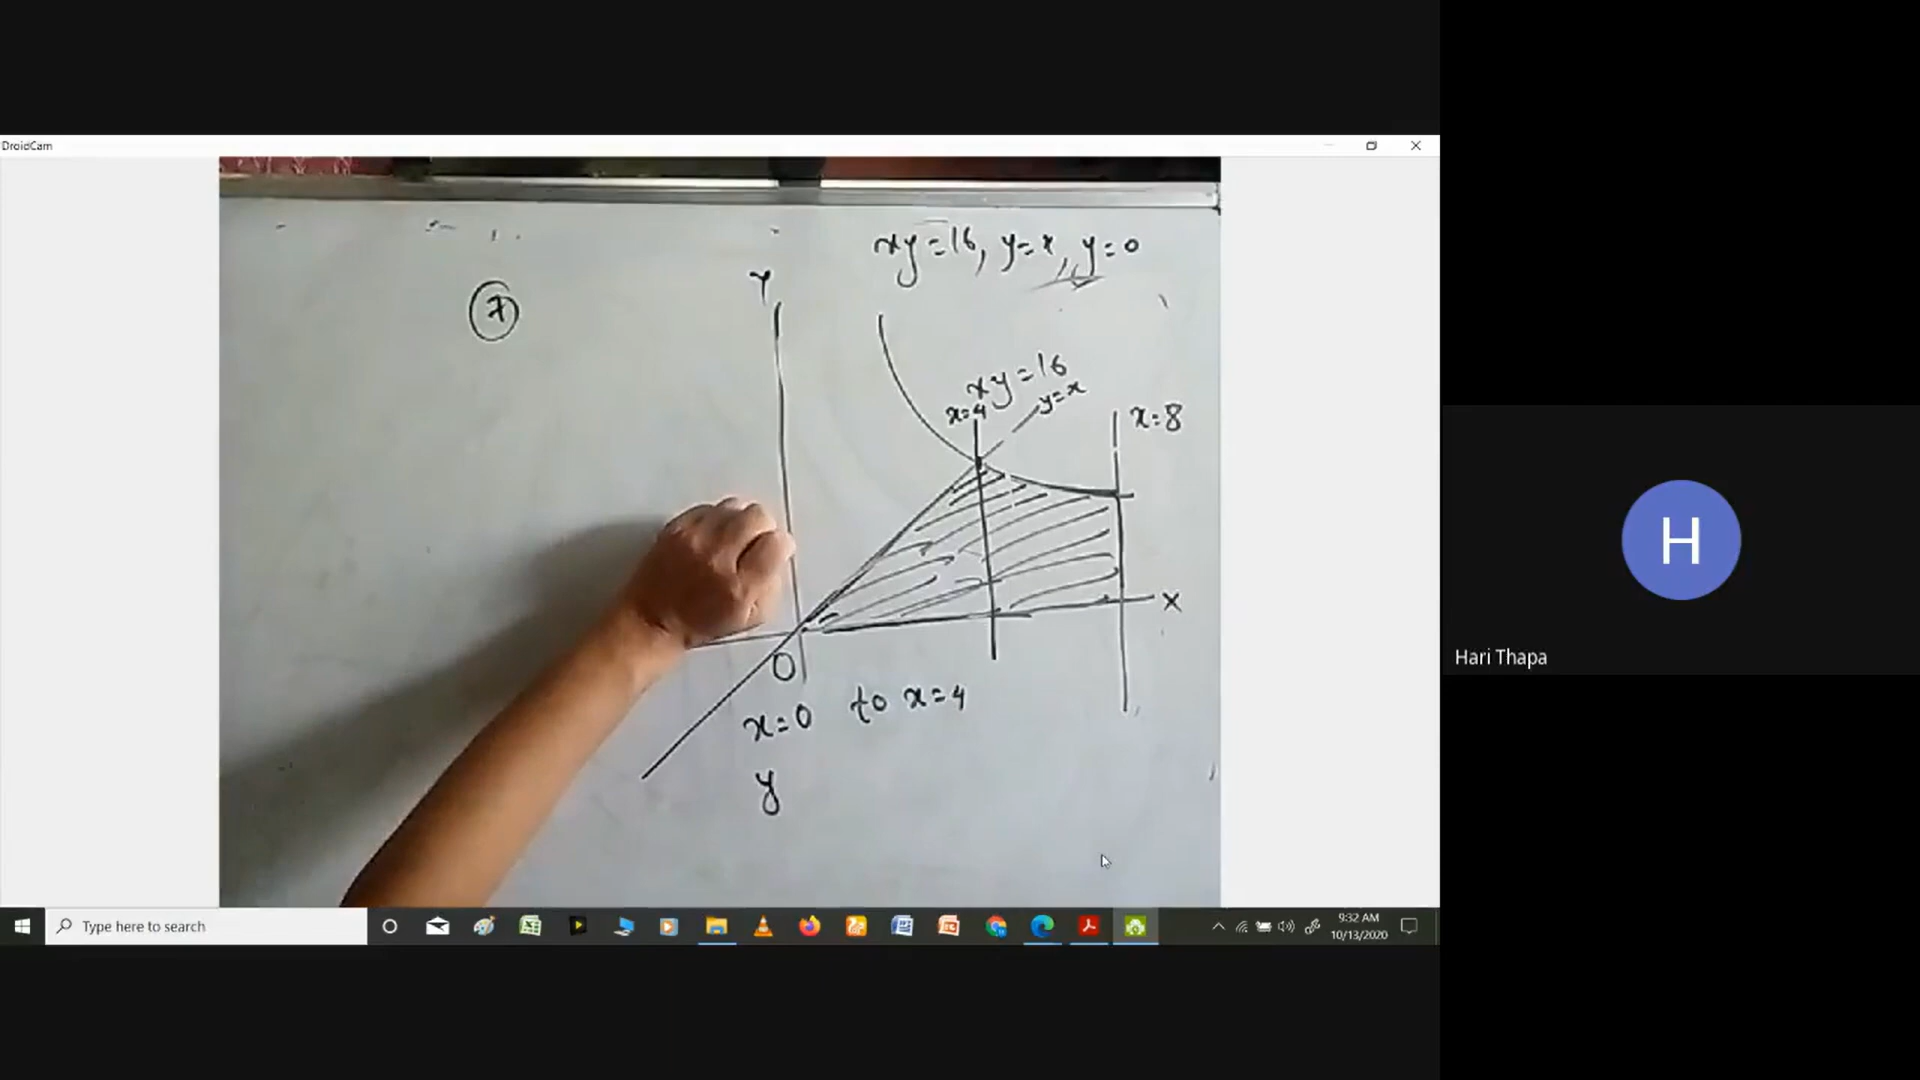 DroidCam
xy=16, y=x, y=0
Y
7
xy=16
y=x
x=4
x=8
X
O
x=0 to x=4
y
H
Hari Thapa
Type here to search
9:32 AM
10/13/2020